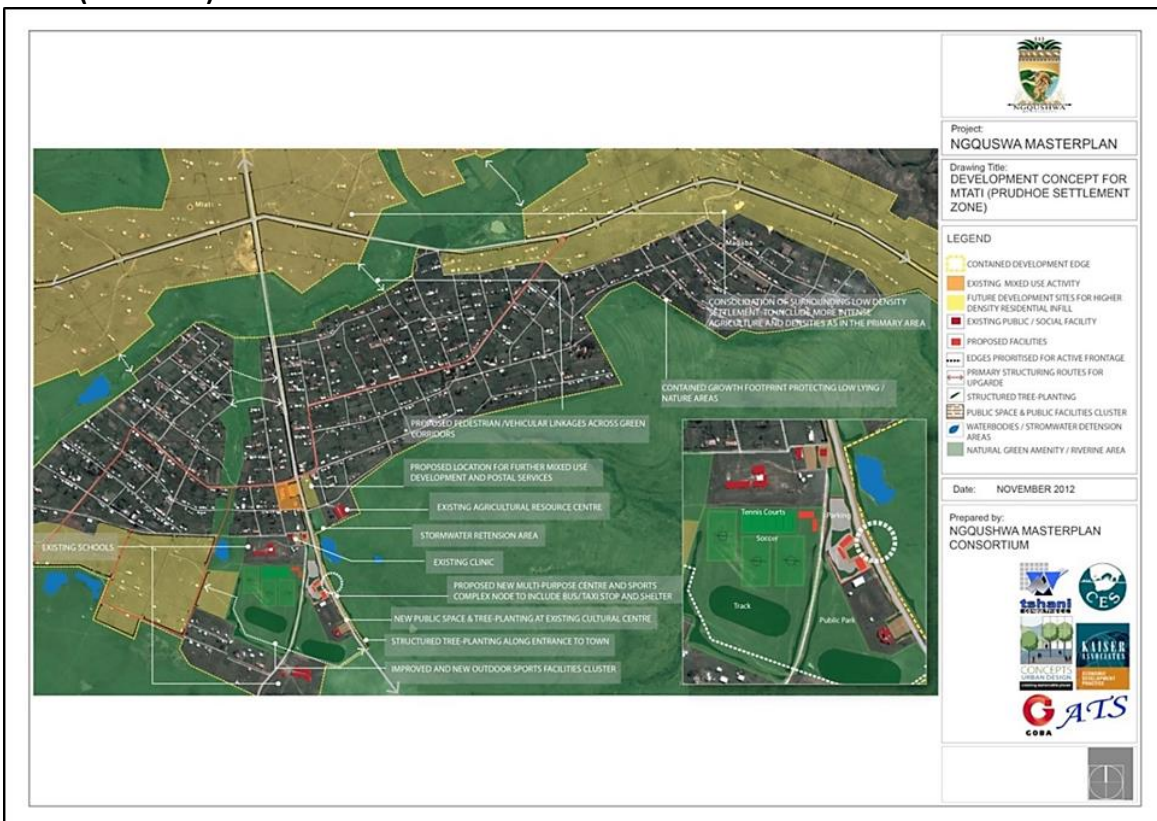 NGQUSHWA
Project:
NGQUSWA MASTERPLAN
Drawing Title:
DEVELOPMENT CONCEPT FOR
MTATI (PRUDHOE SETTLEMENT
ZONE)
LEGEND
CONTAINED DEVELOPMENT EDGE
EXISTING MIXED USE ACTIVITY
FUTURE DEVELOPMENT SITES FOR HIGHER
DENSITY RESIDENTIAL INFILL
EXISTING PUBLIC / SOCIAL FACILITY
PROPOSED FACILITIES
EDGES PRIORITISED FOR ACTIVE FRONTAGE
PRIMARY STRUCTURING ROUTES FOR
UPGARDE
STRUCTURED TREE-PLANTING
PUBLIC SPACE & PUBLIC FACILITIES CLUSTER
WATERBODIES / STROMWATER DETENSION
AREAS
NATURAL GREEN AMENITY / RIVERINE AREA
Date: NOVEMBER 2012
Prepared by:
NGQUSHWA MASTERPLAN
CONSORTIUM
tshani
CES
CONCEPTS
URBAN DESIGN
KAISER
ASSOCIATES
ECONOMIC
DEVELOPMENT
PRACTICE
GOBA
ATS
Mtati
CONSOLIDATION OF SURROUNDING LOW DENSITY
SETTLEMENT TO INCLUDE MORE INTENSE
AGRICULTURE AND DENSITIES AS IN THE PRIMARY AREA
CONTAINED GROWTH FOOTPRINT PROTECTING LOW LYING /
NATURE AREAS
PROPOSED PEDESTRIAN /VEHICULAR LINKAGES ACROSS GREEN
CORRIDORS
PROPOSED LOCATION FOR FURTHER MIXED USE
DEVELOPMENT AND POSTAL SERVICES
EXISTING AGRICULTURAL RESOURCE CENTRE
STORMWATER RETENSION AREA
EXISTING SCHOOLS
EXISTING CLINIC
PROPOSED NEW MULTI-PURPOSE CENTRE AND SPORTS
COMPLEX NODE TO INCLUDE BUS/TAXI STOP AND SHELTER
NEW PUBLIC SPACE & TREE-PLANTING AT EXISTING CULTURAL CENTRE
STRUCTURED TREE-PLANTING ALONG ENTRANCE TO TOWN
IMPROVED AND NEW OUTDOOR SPORTS FACILITIES CLUSTER
Tennis Courts
Parking
Soccer
Track
Public Park